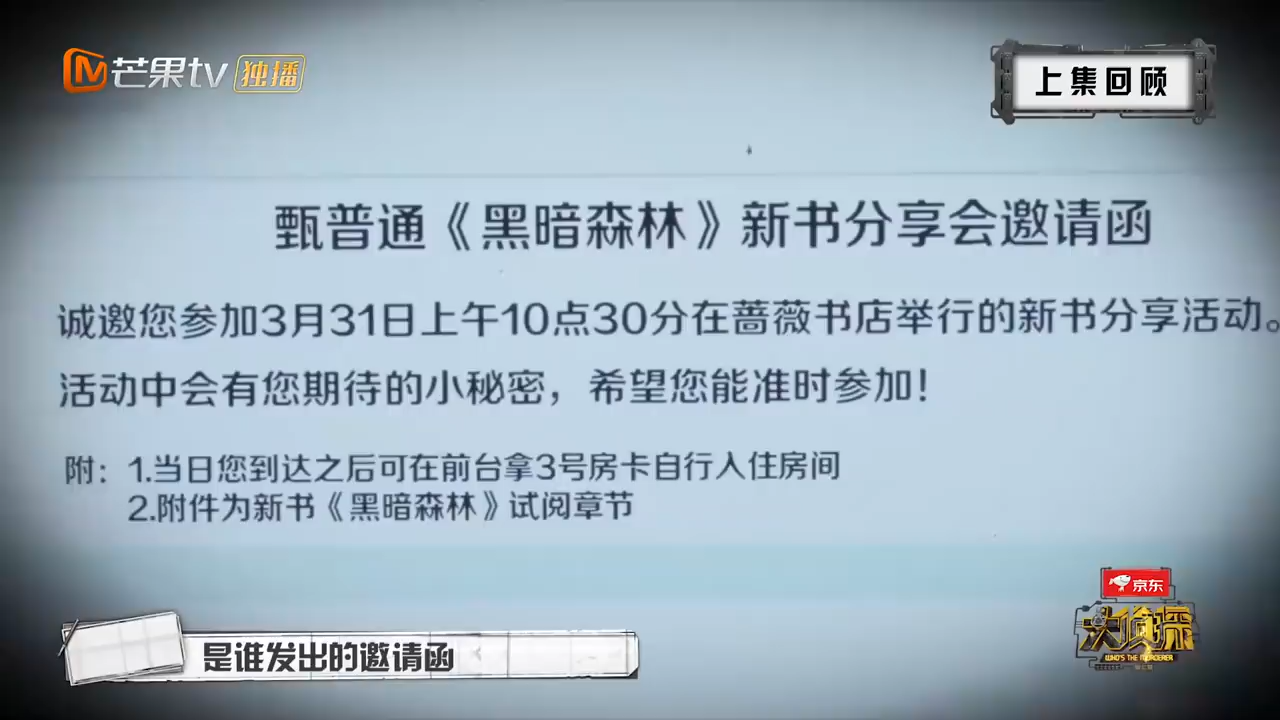 芒果tv 独播
上集回顾
甄普通《黑暗森林》新书分享会邀请函
诚邀您参加3月31日上午10点30分在蔷薇书店举行的新书分享活动。
活动中会有您期待的小秘密，希望您能准时参加！
附：1.当日您到达之后可在前台拿3号房卡自行入住房间
2.附件为新书《黑暗森林》试阅章节
京东
大侦探
WHO'S THE MURDERER
是谁发出的邀请函